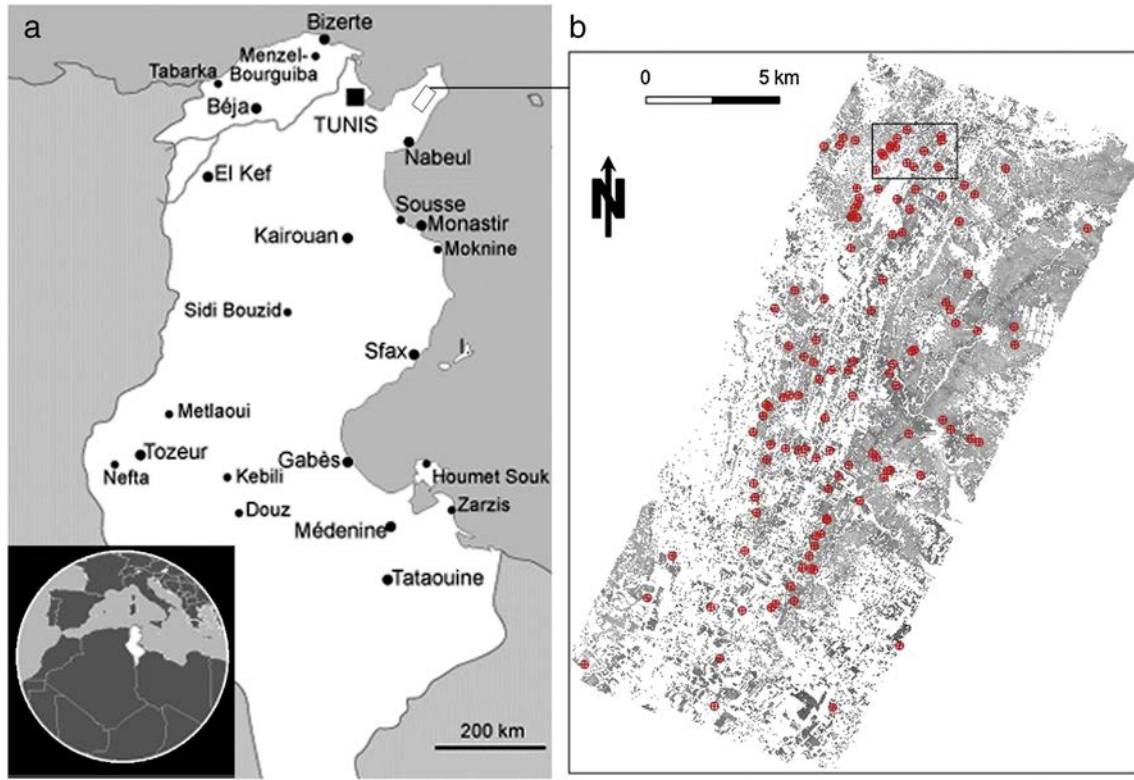 a
Bizerte
Menzel-
Bourguiba
Tabarka
Béja
TUNIS
Nabeul
El Kef
Sousse
Monastir
Kairouan
Moknine
Sidi Bouzid
Sfax
Metlaoui
Tozeur
Gabès
Nefta
Kebili
Houmet Souk
Douz
Zarzis
Médenine
Tataouine
200 km
b
0 5 km
N